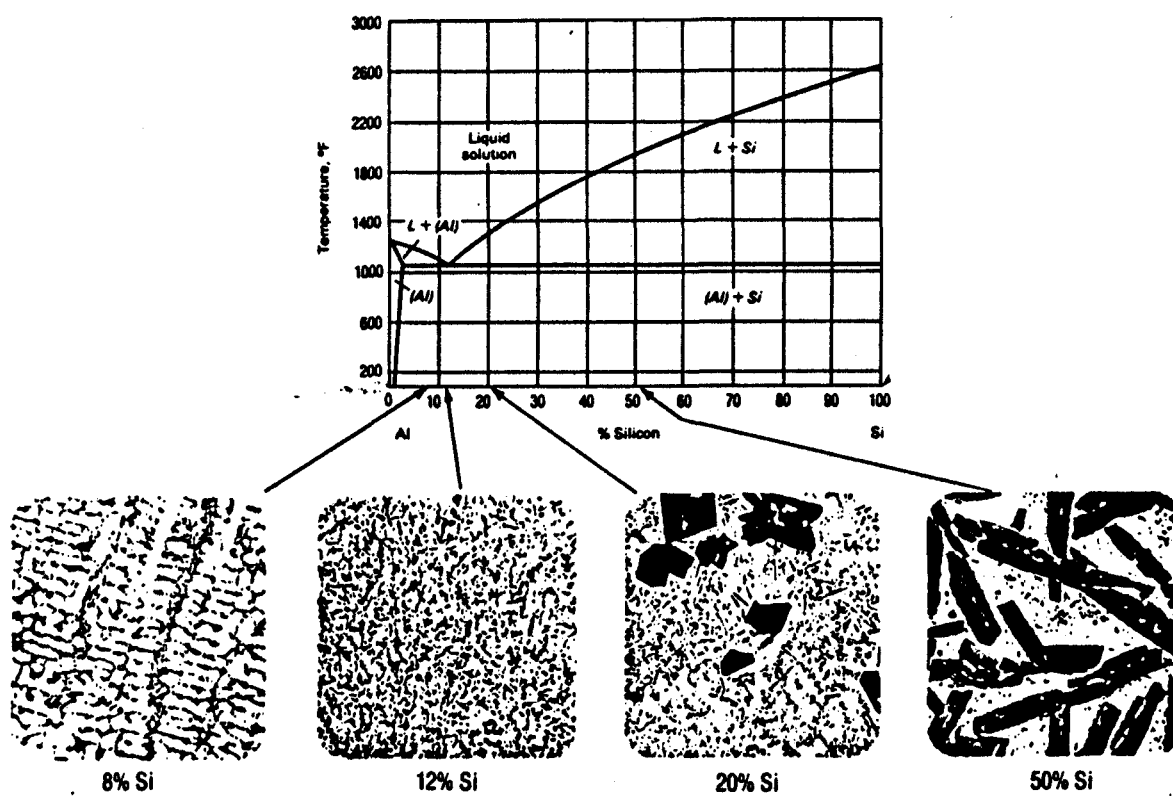 3000
2600
2200
1800
1400
1000
600
200
Temperature, °F
Liquid
solution
L + Si
L + (Al)
(Al)
(Al) + Si
0 10 20 30 40 50 60 70 80 90 100
Al % Silicon Si
8% Si 12% Si 20% Si 50% Si